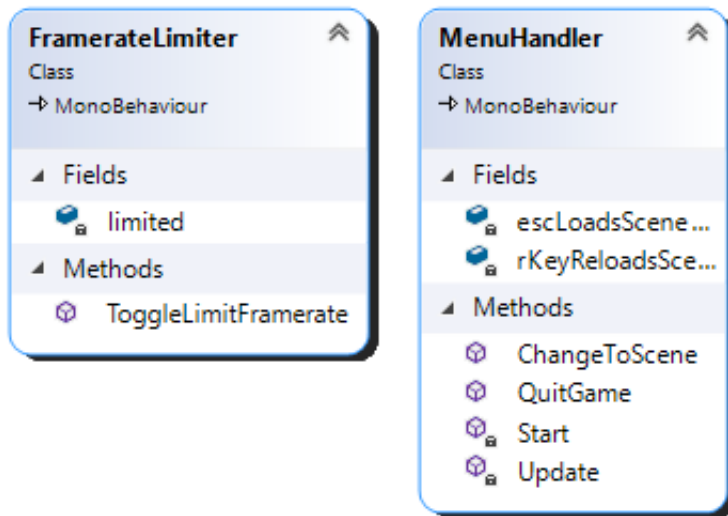 FramerateLimiter
Class
MonoBehaviour
Fields
limited
Methods
ToggleLimitFramerate
MenuHandler
Class
MonoBehaviour
Fields
escLoadsScene...
rKeyReloadsSce...
Methods
ChangeToScene
QuitGame
Start
Update